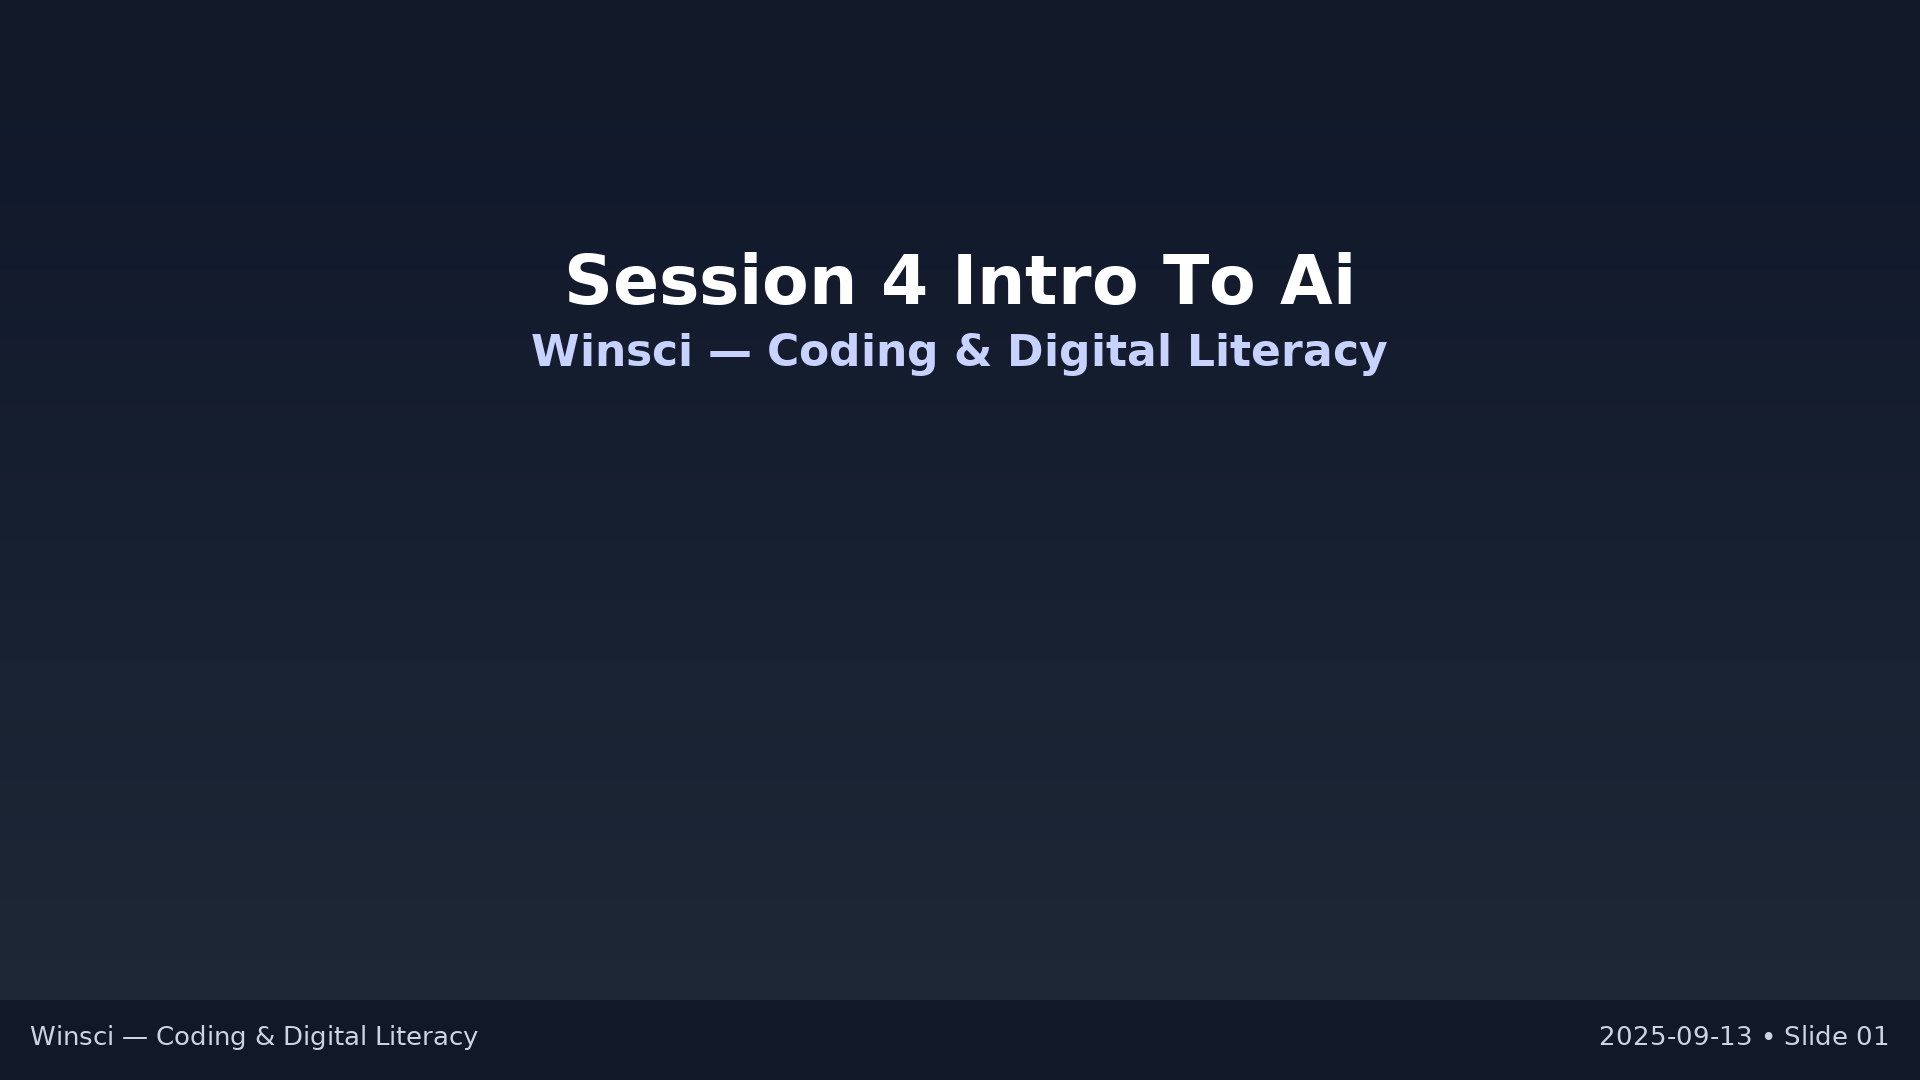 Session 4 Intro To Ai
Winsci — Coding & Digital Literacy
Winsci — Coding & Digital Literacy
2025-09-13 • Slide 01